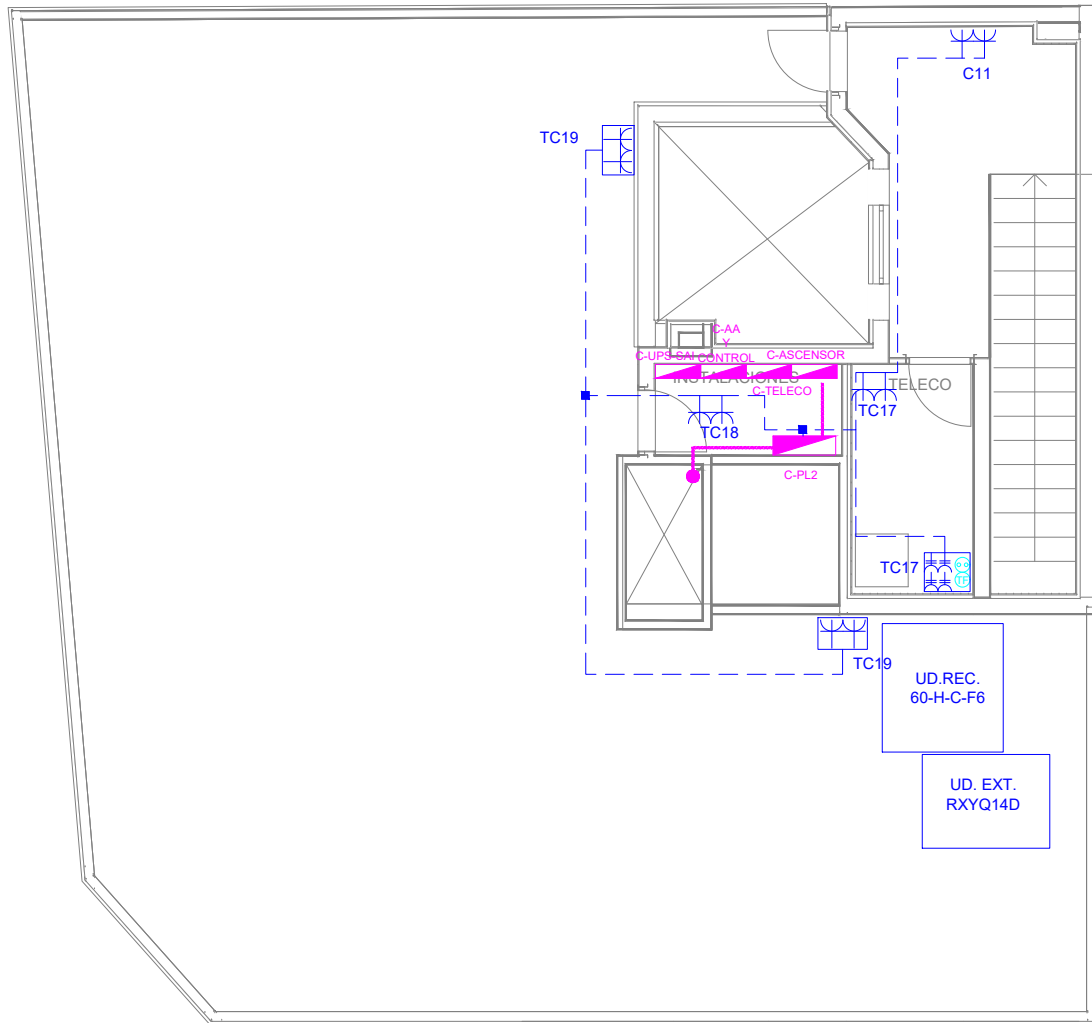 C11
TC19
C-AA
Y
C-UPS-SAI
CONTROL
C-ASCENSOR
INSTALACIONES
C-TELECO
TELECO
TC17
TC18
C-PL2
TC17
TC19
UD.REC.
60-H-C-F6
UD. EXT.
RXYQ14D